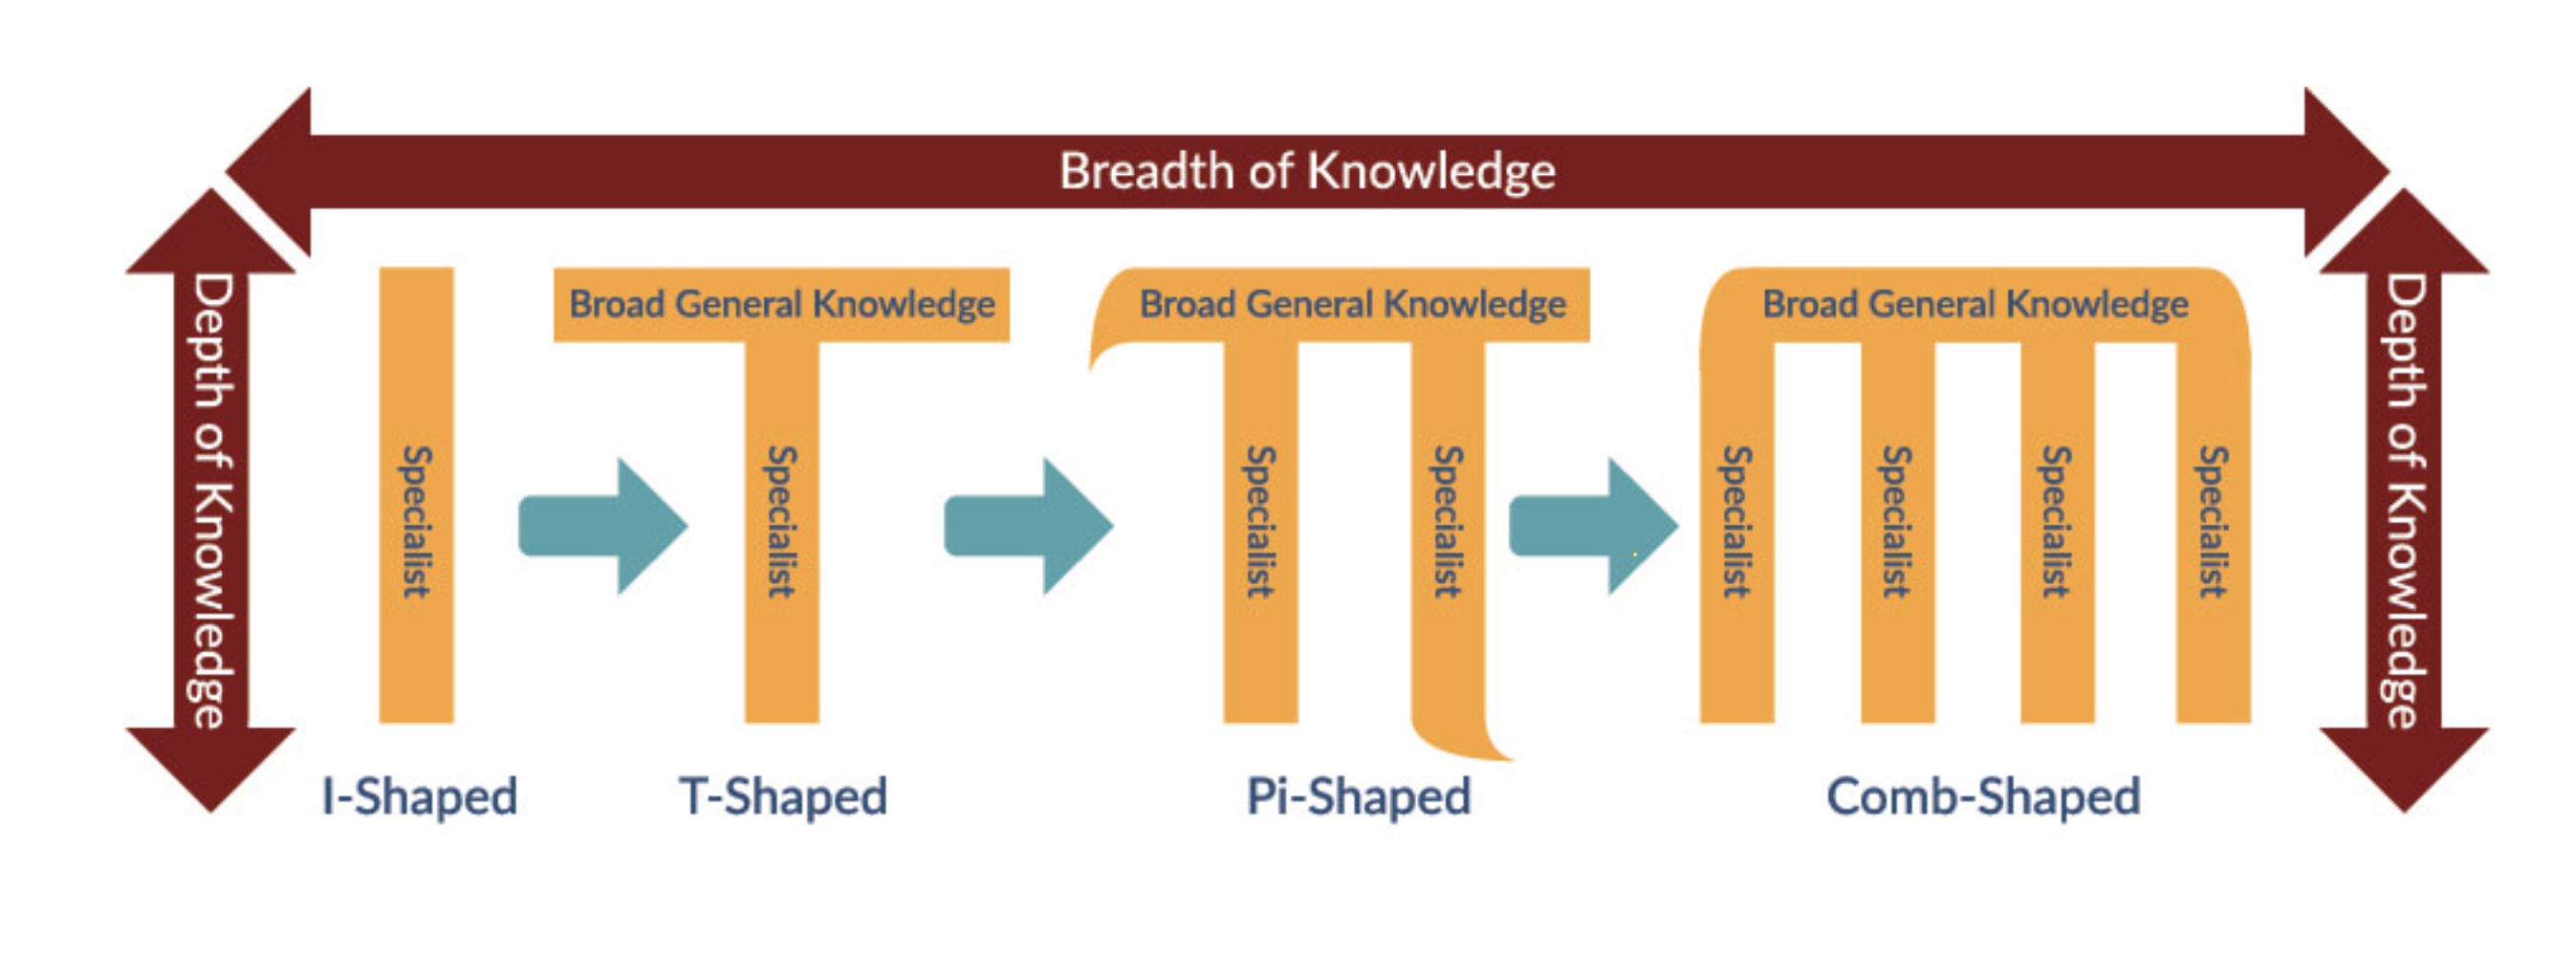 Breadth of Knowledge
Depth of Knowledge
Specialist
Broad General Knowledge
Specialist
Broad General Knowledge
Specialist
Specialist
Broad General Knowledge
Specialist
Specialist
Specialist
Specialist
Depth of Knowledge
I-Shaped
T-Shaped
Pi-Shaped
Comb-Shaped